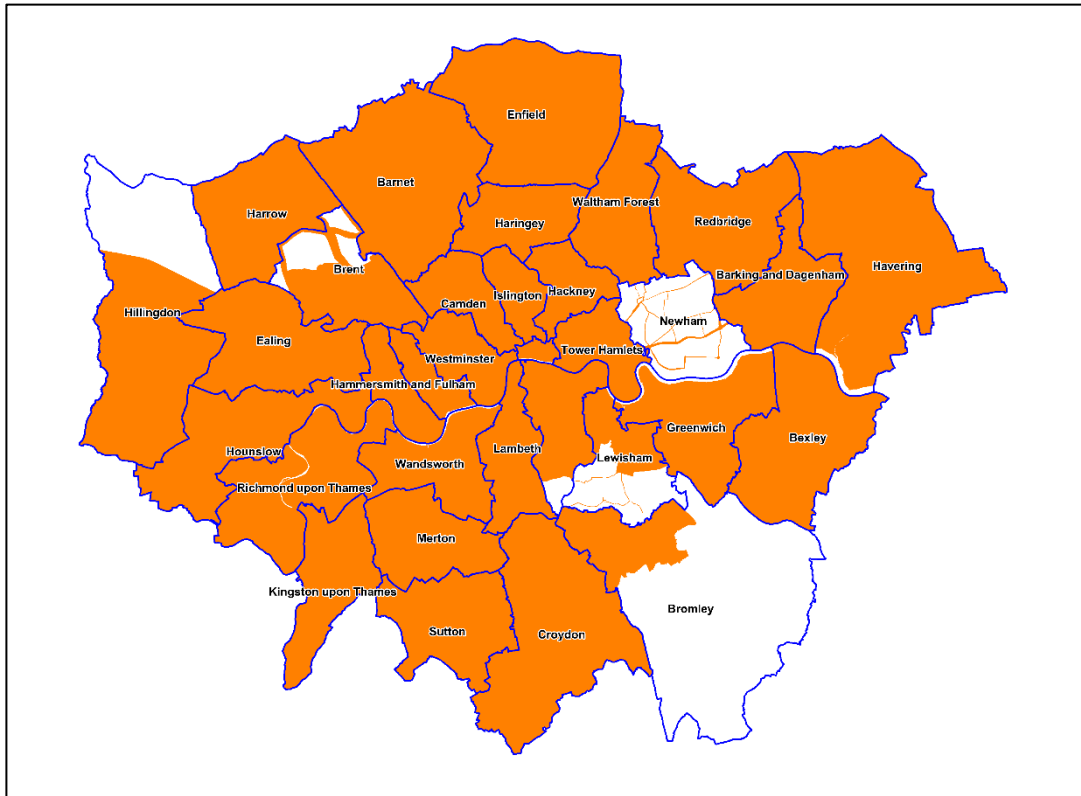 Enfield
Barnet
Waltham Forest
Harrow
Haringey
Redbridge
Brent
Barking and Dagenham
Havering
Hillingdon
Camden
Islington
Hackney
Newham
Ealing
Westminster
Tower Hamlets
Hammersmith and Fulham
Greenwich
Bexley
Hounslow
Lambeth
Lewisham
Wandsworth
Richmond upon Thames
Merton
Kingston upon Thames
Bromley
Sutton
Croydon